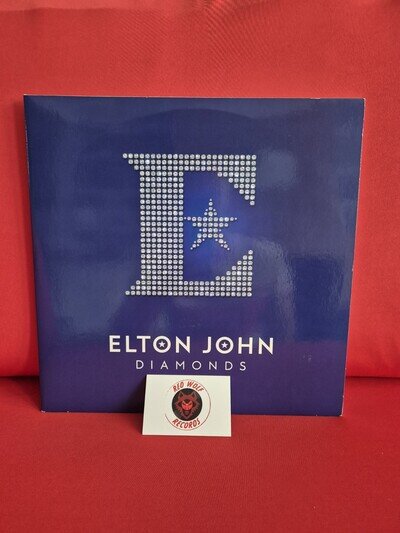 E
ELTON JOHN
DIAMONDS
RED WOLF
RECORDS